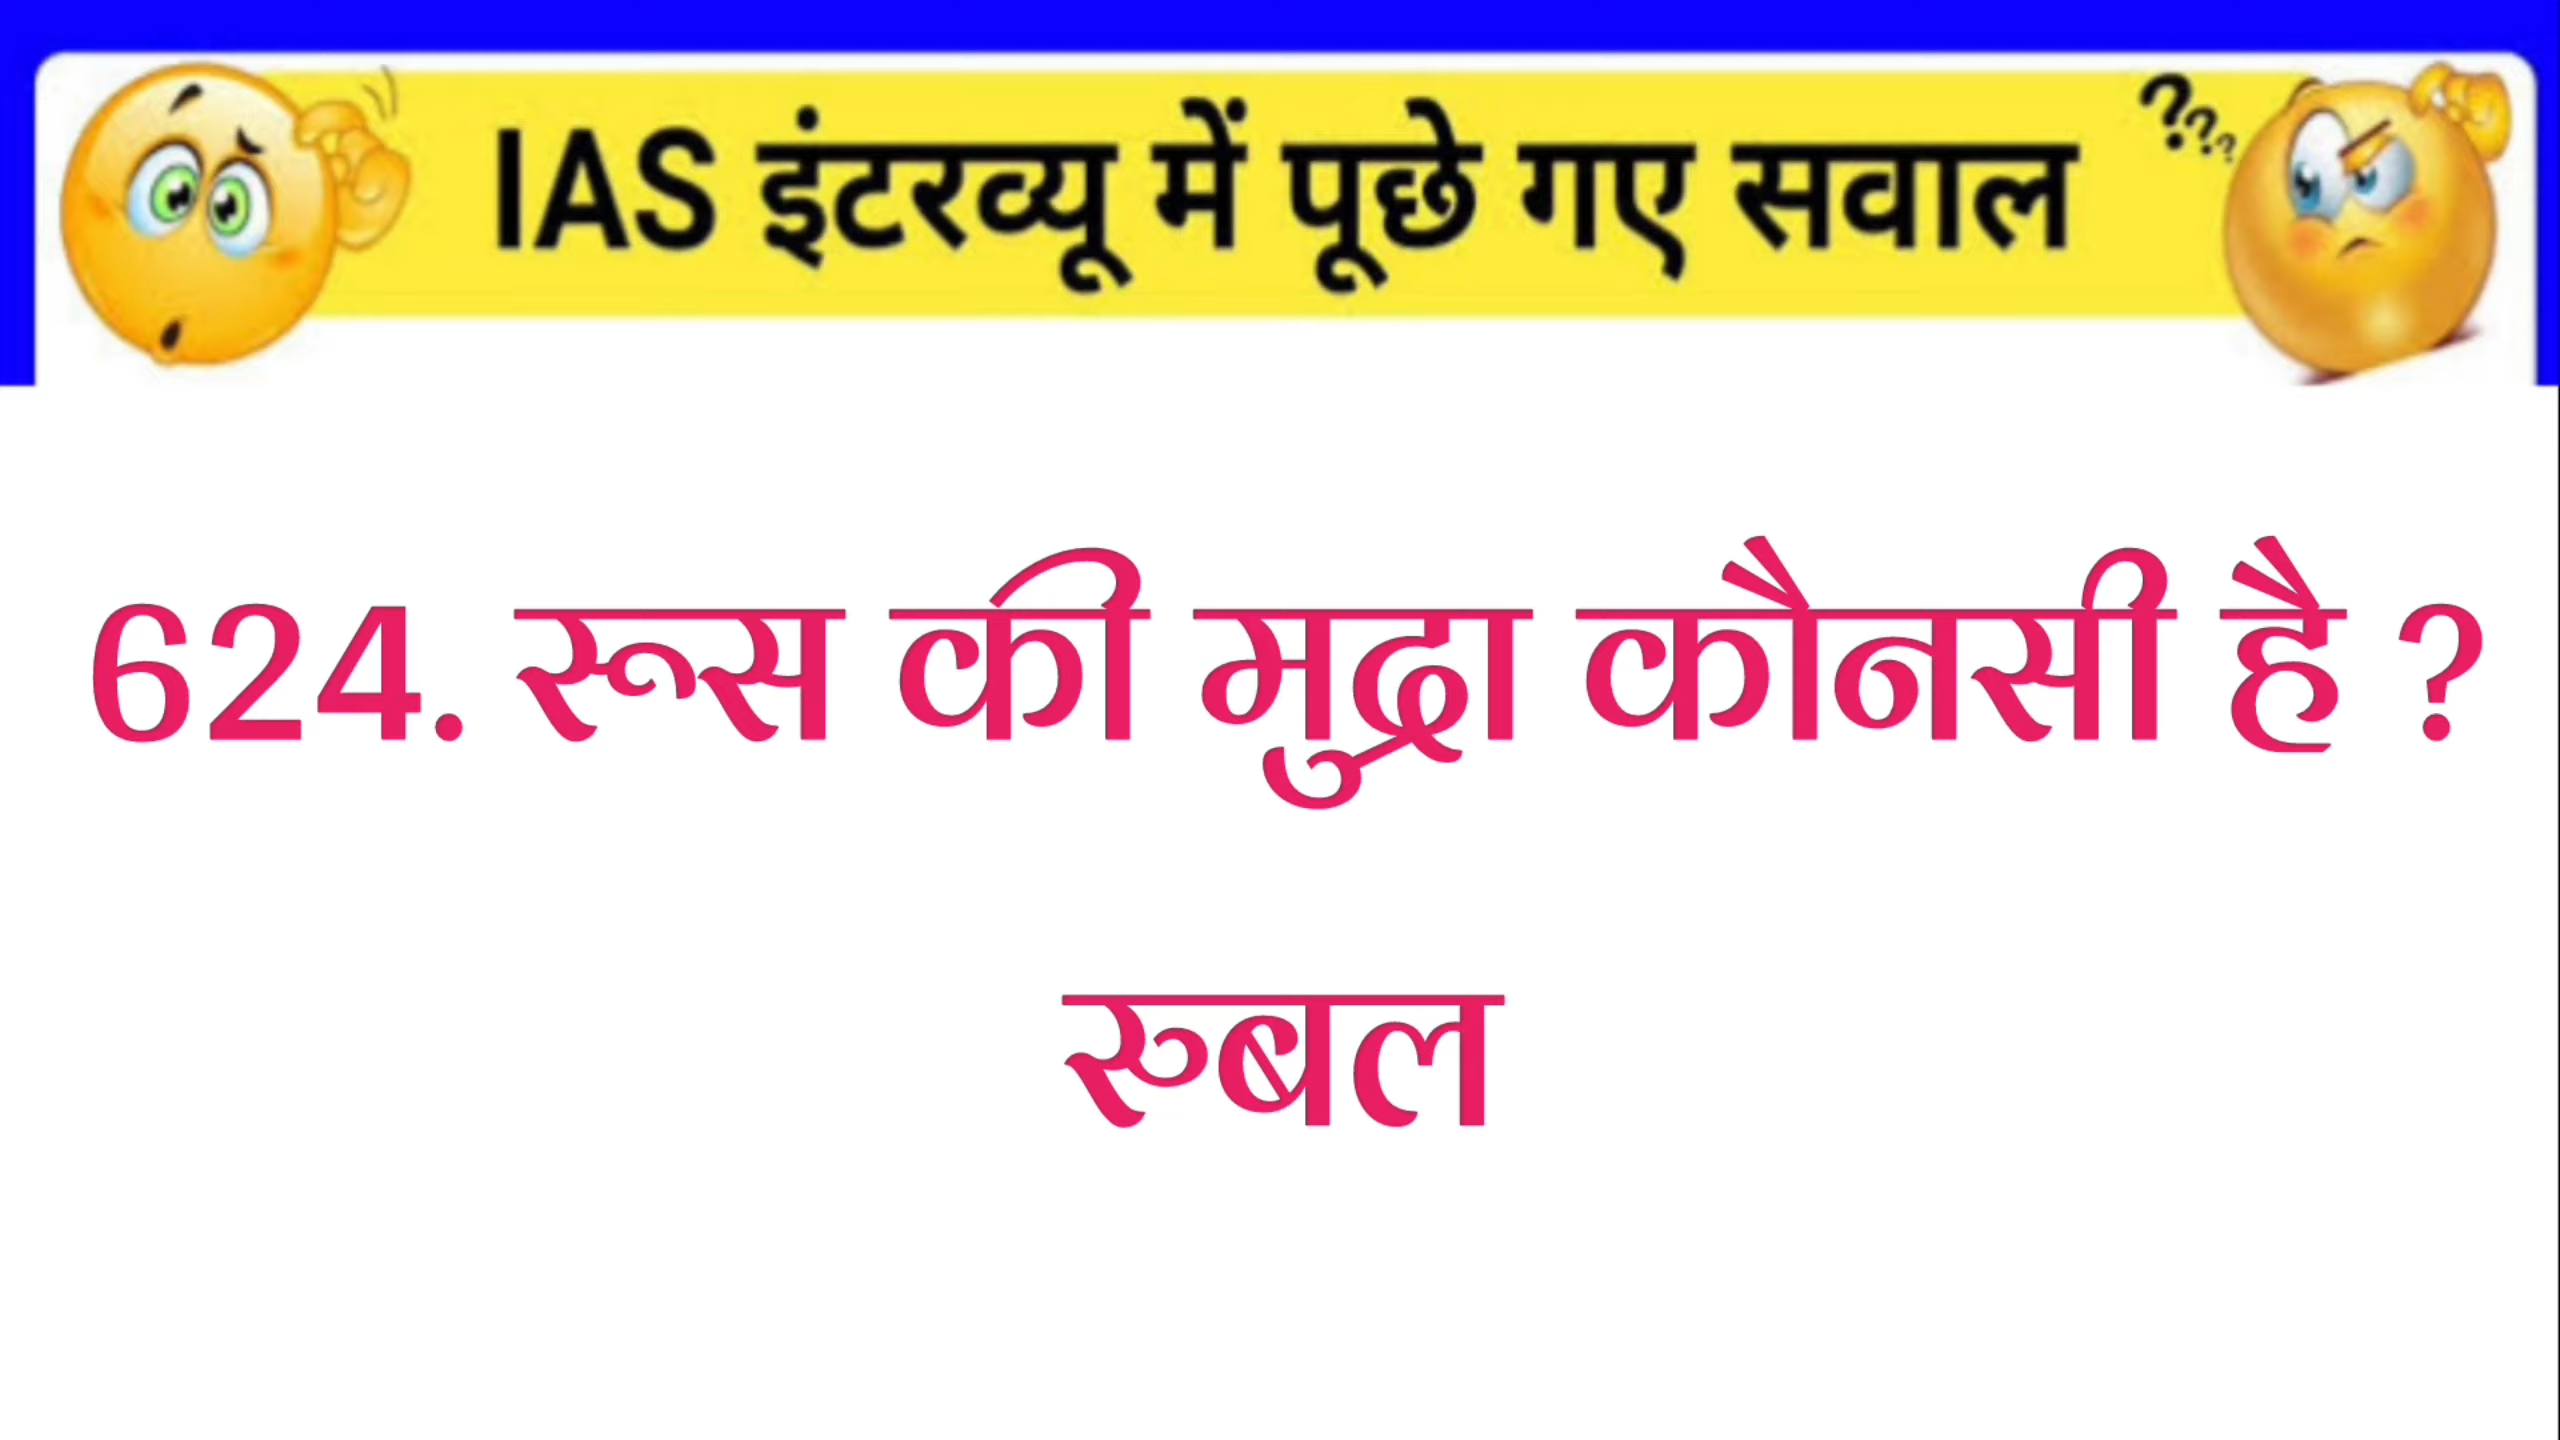 IAS इंटरव्यू में पूछे गए सवाल
???
624. रूस की मुद्रा कौनसी है ?
रुबल